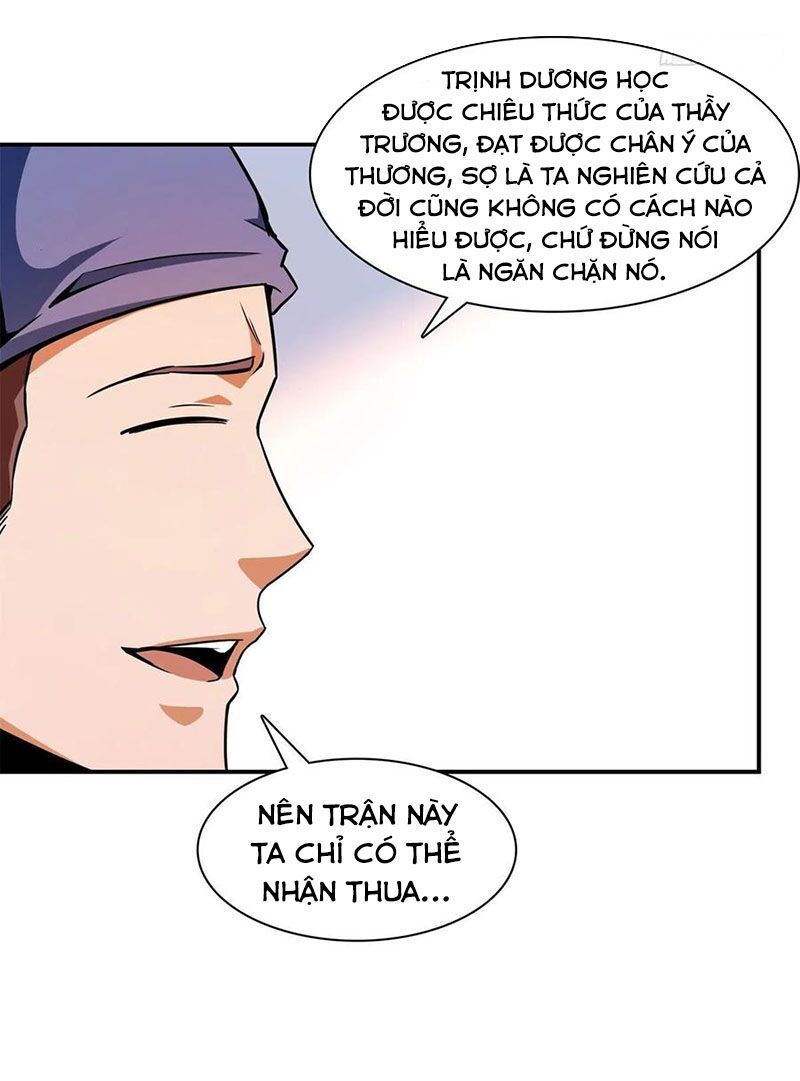 TRỊNH DƯƠNG HỌC
ĐƯỢC CHIÊU THỨC CỦA THẦY
TRƯƠNG, ĐẠT ĐƯỢC CHÂN Ý CỦA
THƯƠNG, SỢ LÀ TA NGHIÊN CỨU CẢ
ĐỜI CŨNG KHÔNG CÓ CÁCH NÀO
HIỂU ĐƯỢC, CHỨ ĐỪNG NÓI
LÀ NGĂN CHẶN NÓ.
NÊN TRẬN NÀY
TA CHỈ CÓ THỂ
NHẬN THUA...